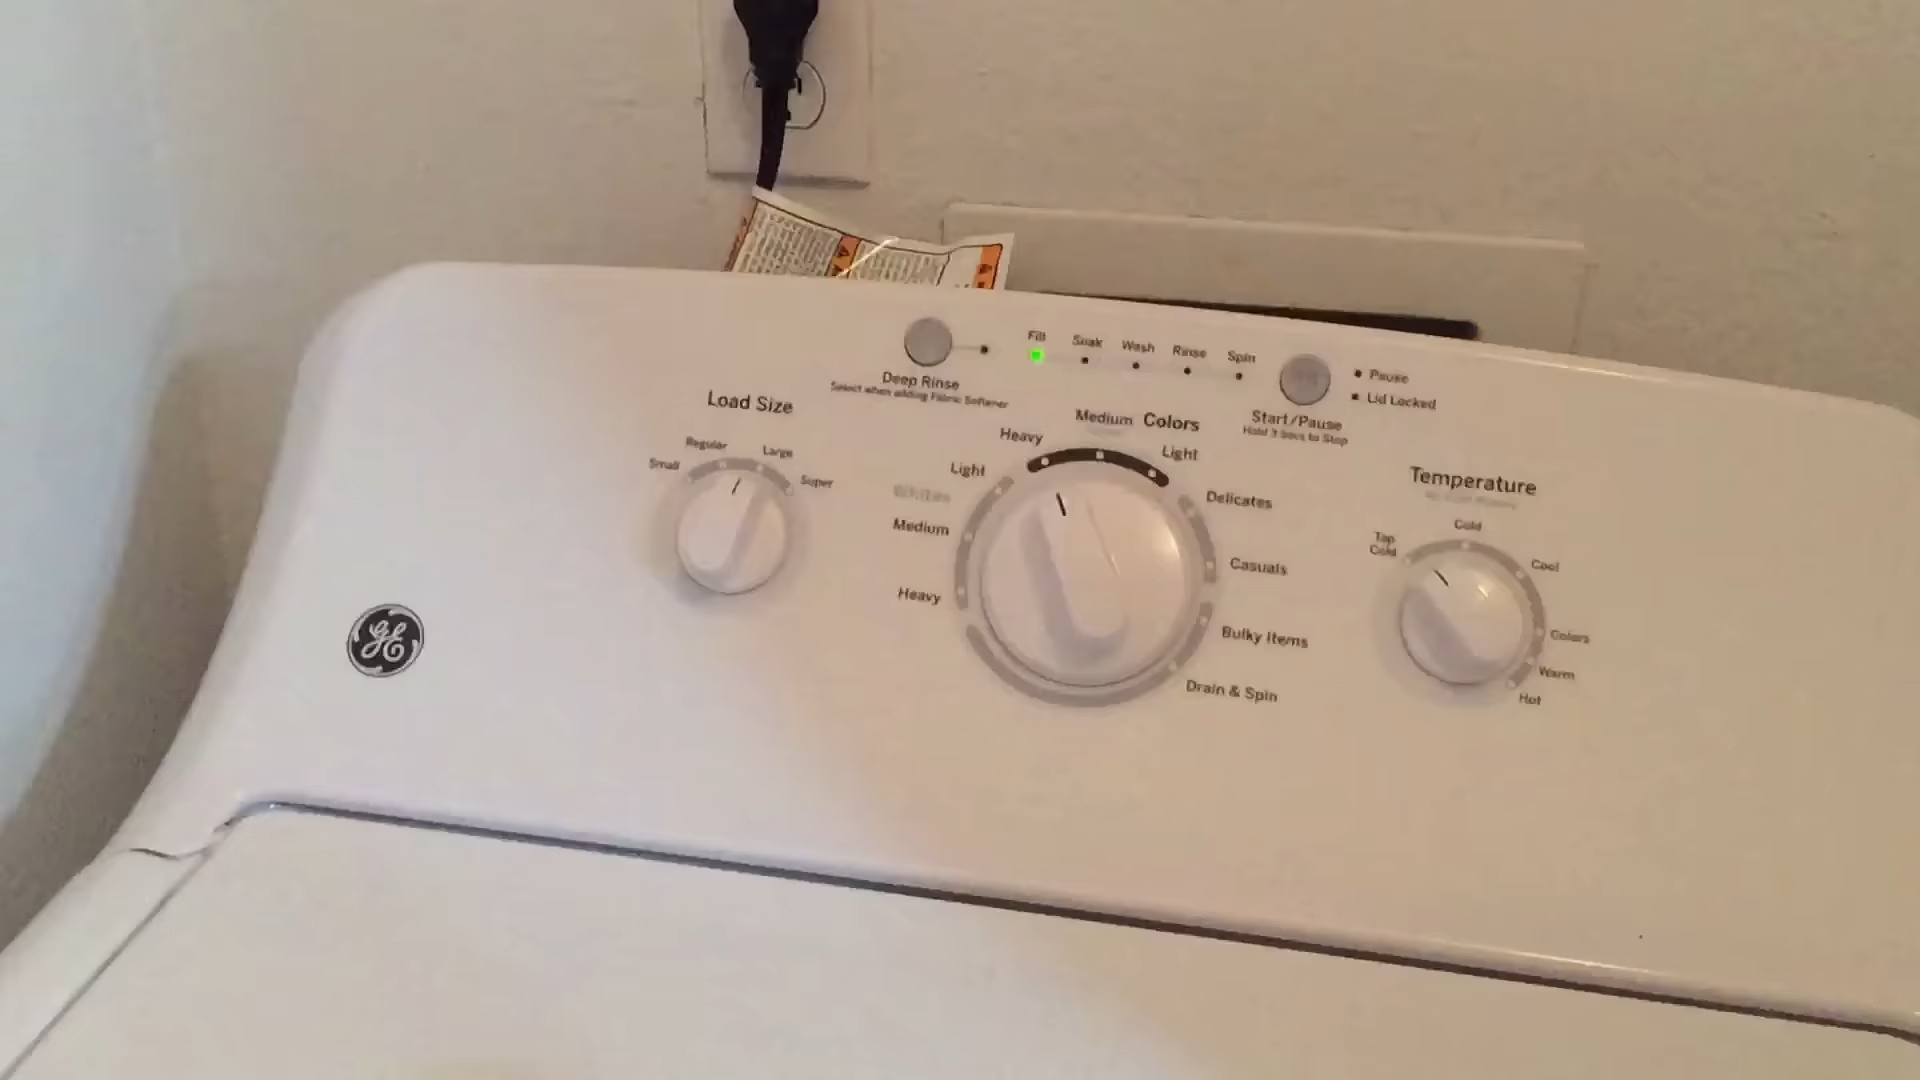 Fill Soak Wash Rinse Spin
Deep Rinse
Select when adding Fabric Softener
Pause
Lid Locked
Start/Pause
Hold 3 Secs to Stop
Load Size
Small Regular Large Super
Colors
Heavy Medium Light
Whites
Light
Medium
Heavy
Delicates
Casuals
Bulky Items
Drain & Spin
Temperature
Tap Cold
Cold
Cool
Colors
Warm
Hot
GE